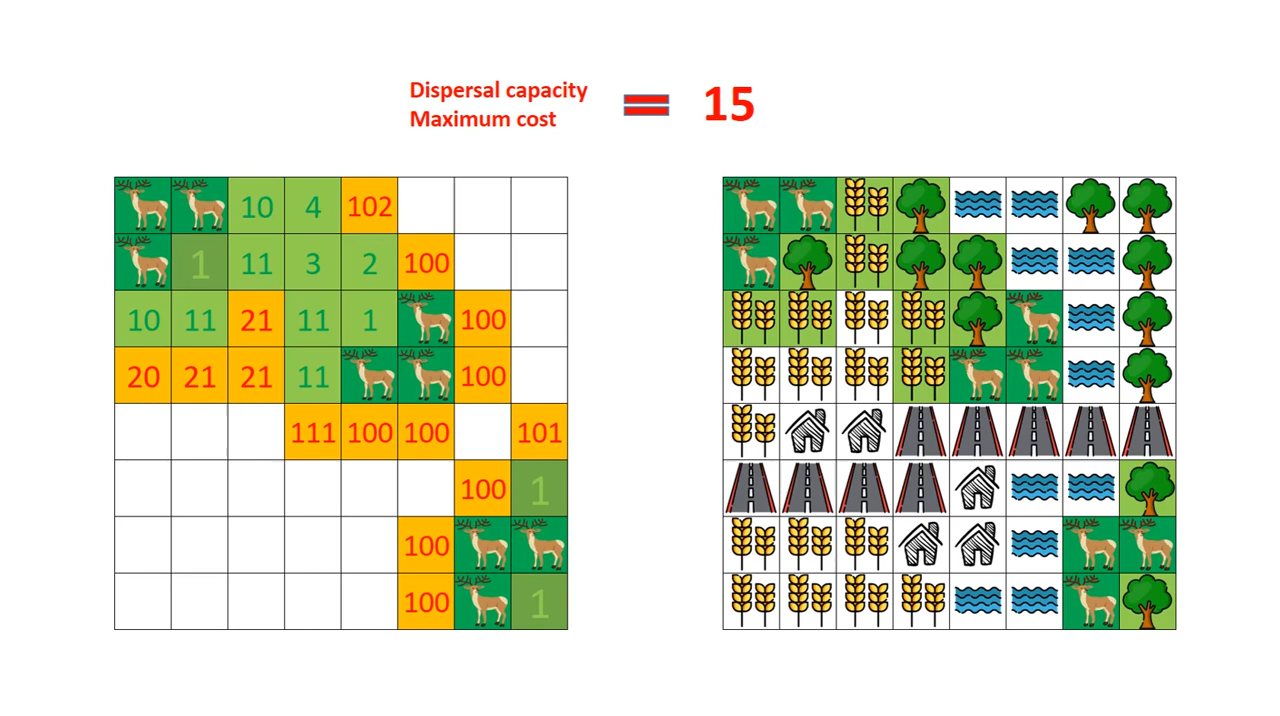 Dispersal capacity
Maximum cost
= 15
10 4 102
1 11 3 2 100
10 11 21 11 1 100
20 21 21 11 100
111 100 100 101
100 1
100
100 1